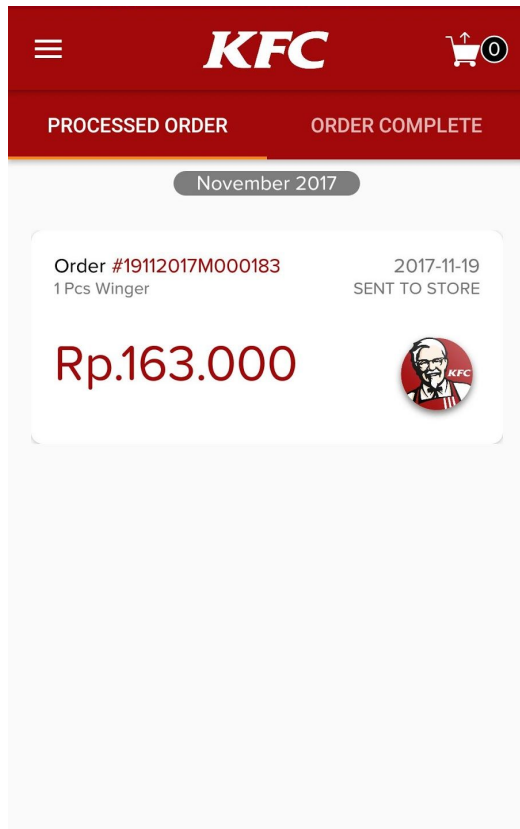 KFC
0
PROCESSED ORDER ORDER COMPLETE
November 2017
Order #19112017M000183 2017-11-19
1 Pcs Winger SENT TO STORE
Rp.163.000
KFC